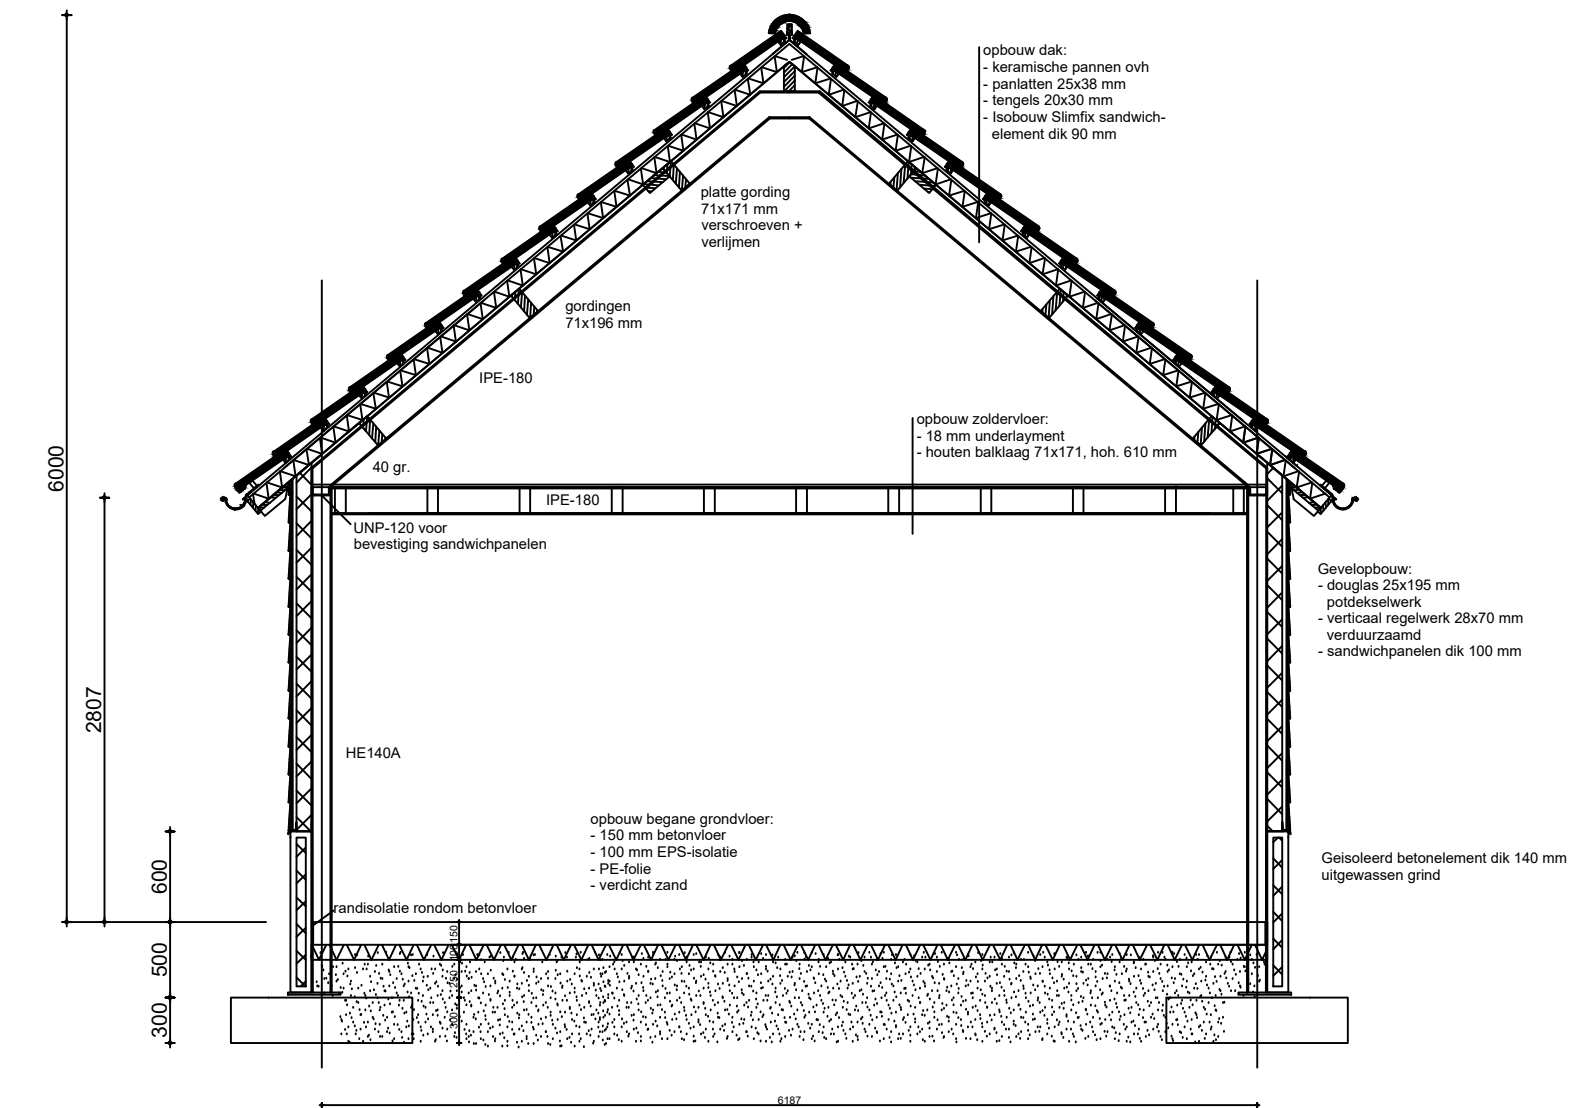 opbouw dak:
- keramische pannen ovh
- panlatten 25x38 mm
- tengels 20x30 mm
- Isobouw Slimfix sandwich-
element dik 90 mm
platte gording
71x171 mm
verschroeven +
verlijmen
gordingen
71x196 mm
IPE-180
opbouw zoldervloer:
- 18 mm underlayment
- houten balklaag 71x171, hoh. 610 mm
40 gr.
IPE-180
UNP-120 voor
bevestiging sandwichpanelen
Gevelopbouw:
- douglas 25x195 mm
potdekselwerk
- verticaal regelwerk 28x70 mm
verduurzaamd
- sandwichpanelen dik 100 mm
HE140A
opbouw begane grondvloer:
- 150 mm betonvloer
- 100 mm EPS-isolatie
- PE-folie
- verdicht zand
Geisoleerd betonelement dik 140 mm
uitgewassen grind
randisolatie rondom betonvloer
6000
2807
600
500
300
150
100
250
300
6187